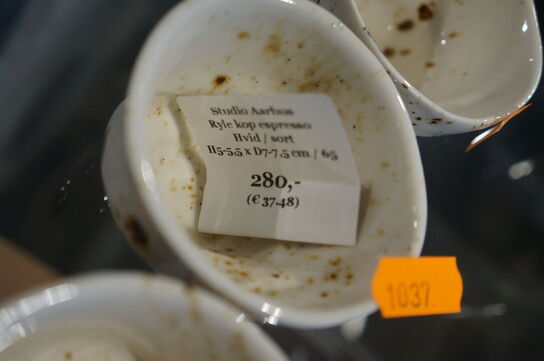 Studio Aarhus
Ryle kop espresso
Hvid / sort
H5-5,5 x D7-7,5 cm / 65
280,-
(€ 37.48)
1037.